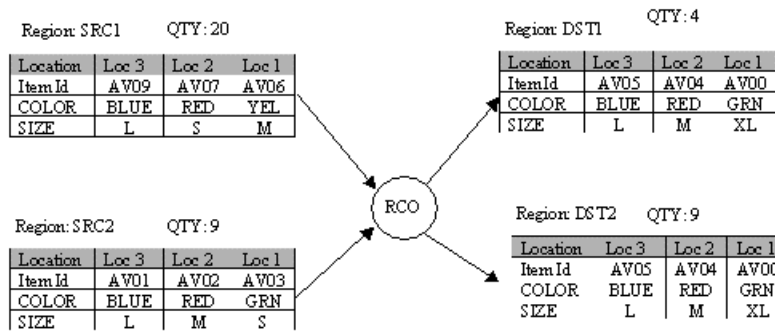 Region: SRC1 QTY: 20
Location Loc 3 Loc 2 Loc 1
Item Id AV09 AV07 AV06
COLOR BLUE RED YEL
SIZE L S M
Region: DST1 QTY: 4
Location Loc 3 Loc 2 Loc 1
Item Id AV05 AV04 AV00
COLOR BLUE RED GRN
SIZE L M XL
RCO
Region: SRC2 QTY: 9
Location Loc 3 Loc 2 Loc 1
Item Id AV01 AV02 AV03
COLOR BLUE RED GRN
SIZE L M S
Region: DST2 QTY: 9
Location Loc 3 Loc 2 Loc 1
Item Id AV05 AV04 AV00
COLOR BLUE RED GRN
SIZE L M XL